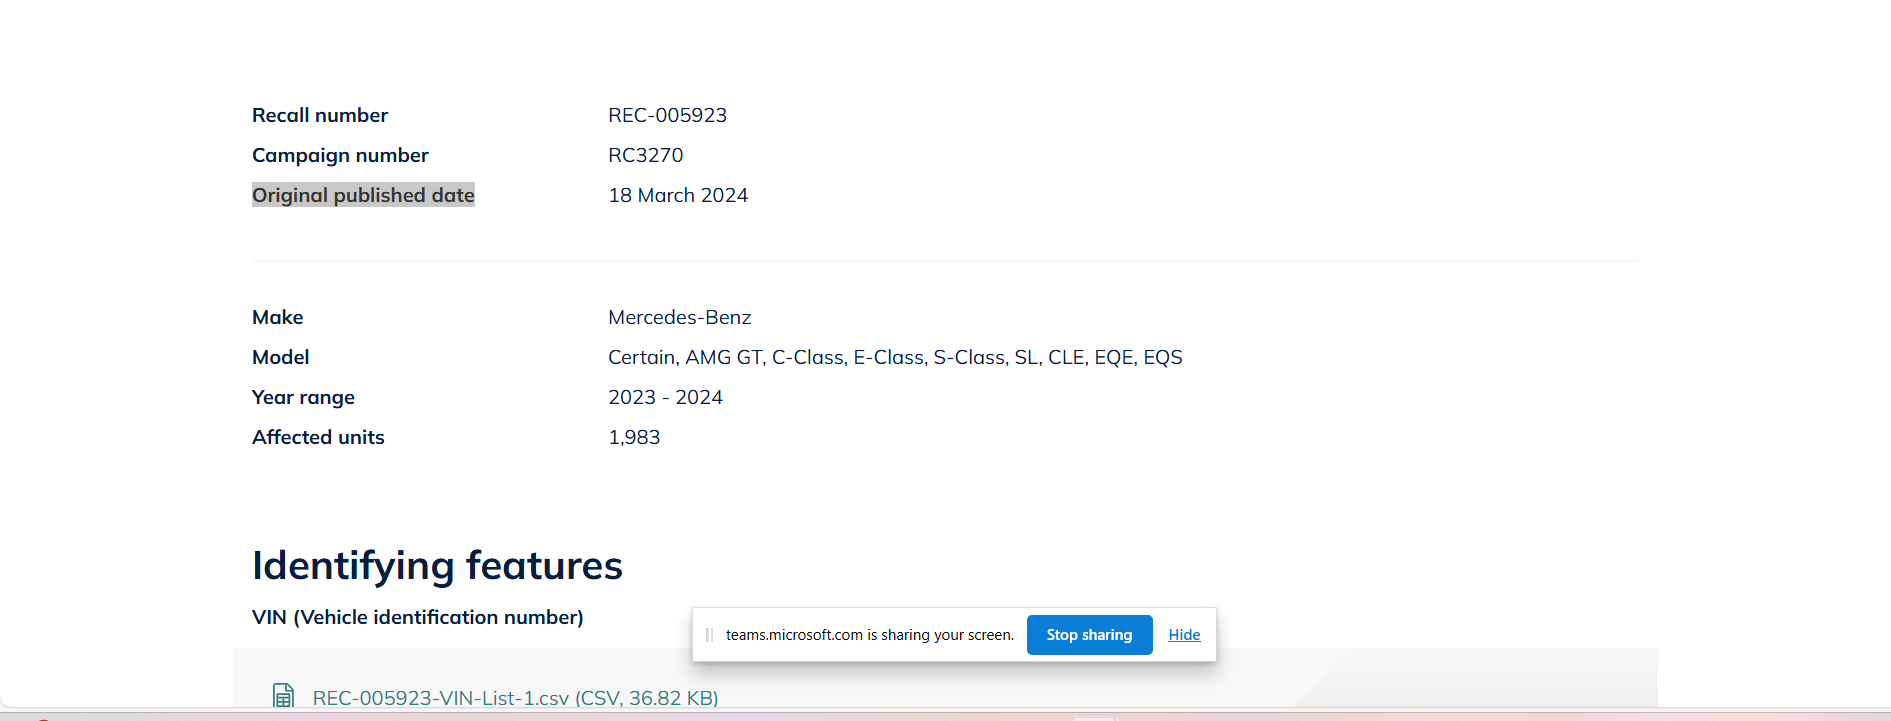 Recall number REC-005923
Campaign number RC3270
Original published date 18 March 2024
Make Mercedes-Benz
Model Certain, AMG GT, C-Class, E-Class, S-Class, SL, CLE, EQE, EQS
Year range 2023 - 2024
Affected units 1,983
Identifying features
VIN (Vehicle identification number)
teams.microsoft.com is sharing your screen. Stop sharing Hide
REC-005923-VIN-List-1.csv (CSV, 36.82 KB)